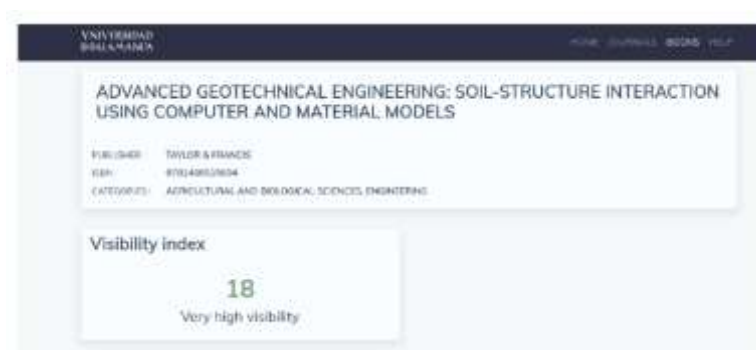 VNIVERSIDAD
D SALAMANCA
HOME JOURNALS BOOKS HELP
ADVANCED GEOTECHNICAL ENGINEERING: SOIL-STRUCTURE INTERACTION
USING COMPUTER AND MATERIAL MODELS
PUBLISHER: TAYLOR & FRANCIS
ISBN:
CATEGORIES: AGRICULTURAL AND BIOLOGICAL SCIENCES, ENGINEERING
Visibility index
18
Very high visibility